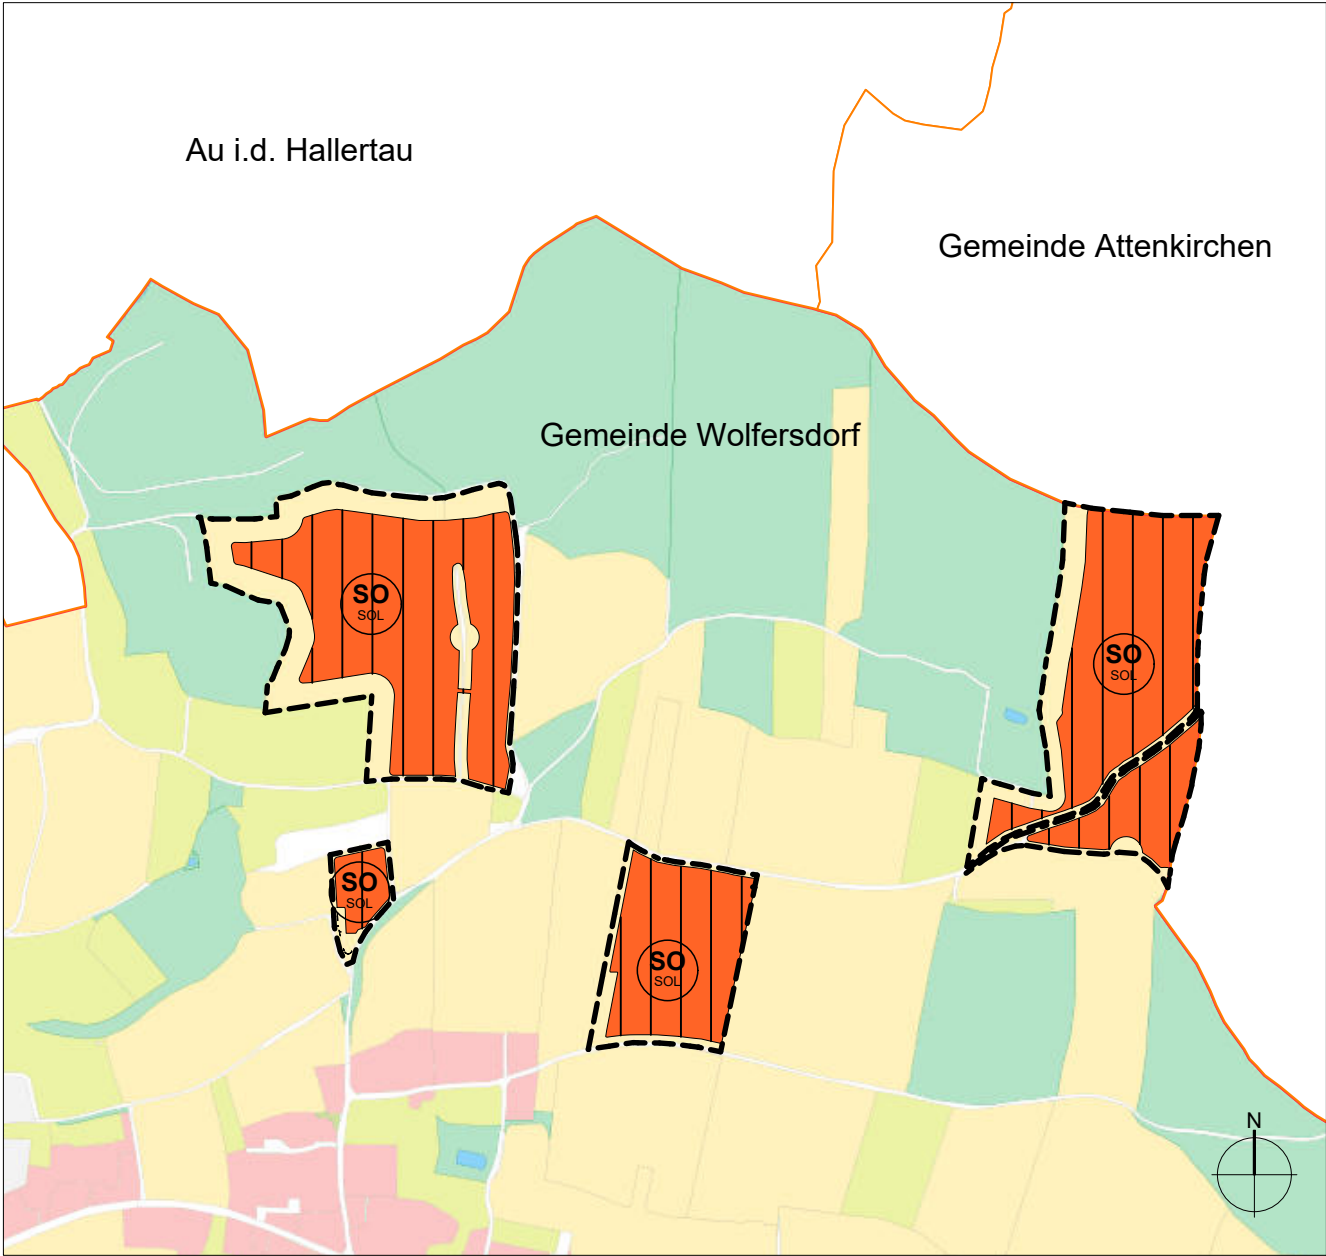 Au i.d. Hallertau
Gemeinde Attenkirchen
Gemeinde Wolfersdorf
SO
SOL
SO
SOL
SO
SOL
SO
SOL
N